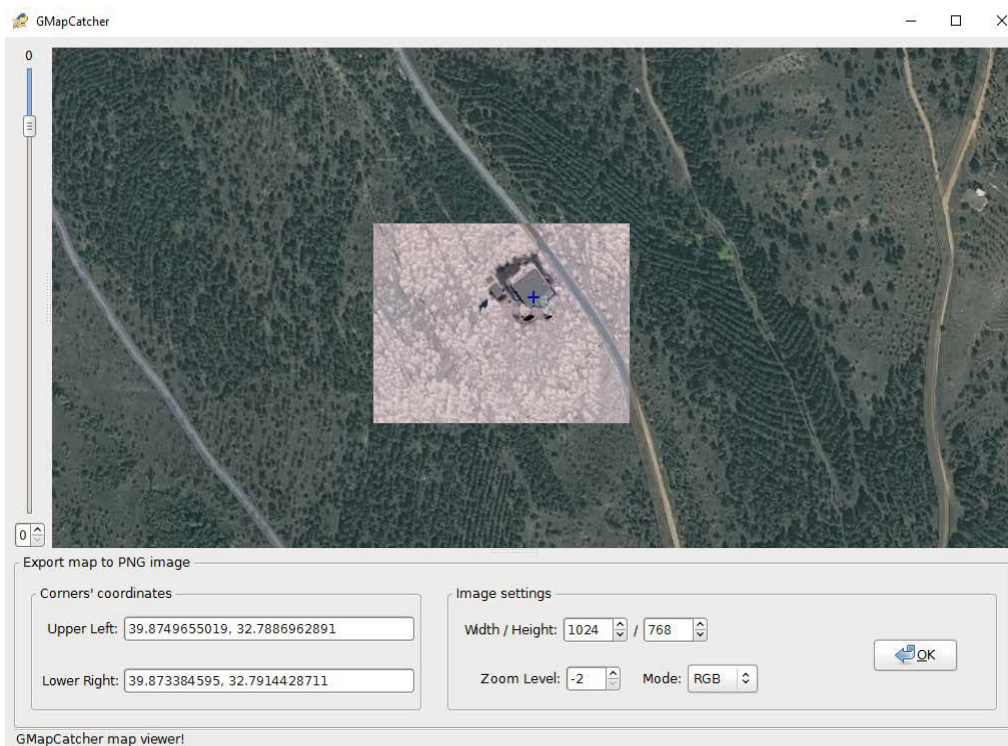 GMapCatcher
0
0
Export map to PNG image
Corners' coordinates
Upper Left: 39.8749655019, 32.7886962891
Lower Right: 39.873384595, 32.7914428711
Image settings
Width / Height: 1024 / 768
Zoom Level: -2 Mode: RGB
OK
GMapCatcher map viewer!